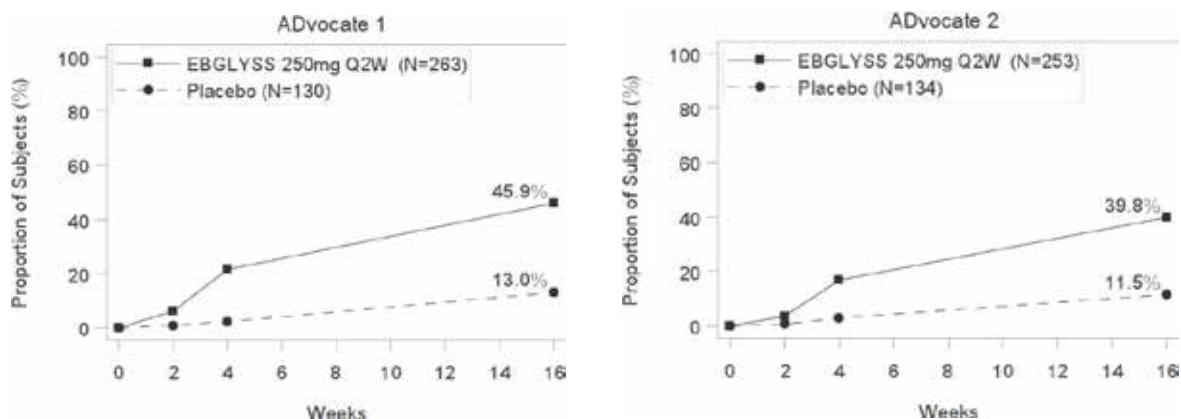 ADvocate 1
EBGLYSS 250mg Q2W (N=263)
Placebo (N=130)
Proportion of Subjects (%)
100
80
60
40
20
0
45.9%
13.0%
0 2 4 6 8 10 12 14 16
Weeks
ADvocate 2
EBGLYSS 250mg Q2W (N=253)
Placebo (N=134)
Proportion of Subjects (%)
100
80
60
40
20
0
39.8%
11.5%
0 2 4 6 8 10 12 14 16
Weeks